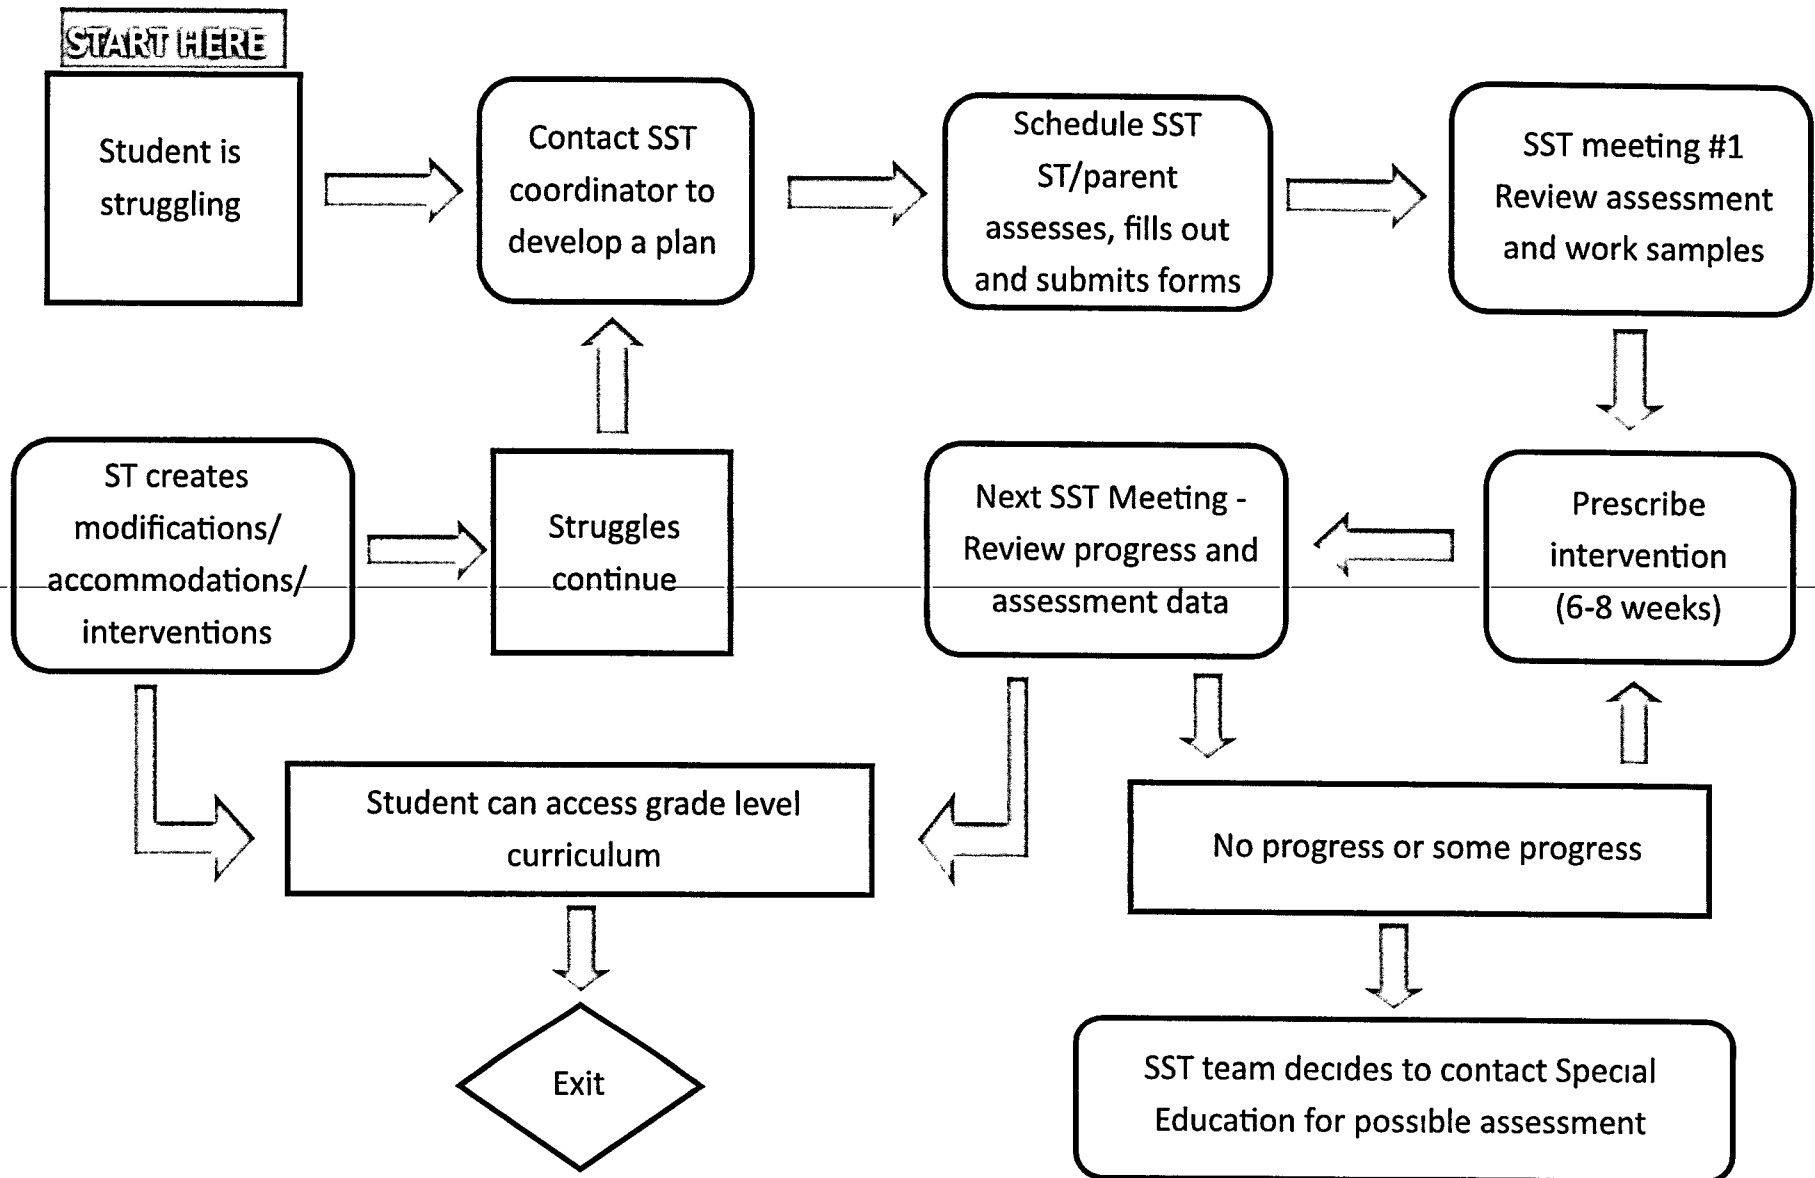 START HERE
Student is
struggling
Contact SST
coordinator to
develop a plan
Schedule SST
ST/parent
assesses, fills out
and submits forms
SST meeting #1
Review assessment
and work samples
ST creates
modifications/
accommodations/
interventions
Struggles
continue
Next SST Meeting -
Review progress and
assessment data
Prescribe
intervention
(6-8 weeks)
Student can access grade level
curriculum
No progress or some progress
Exit
SST team decides to contact Special
Education for possible assessment